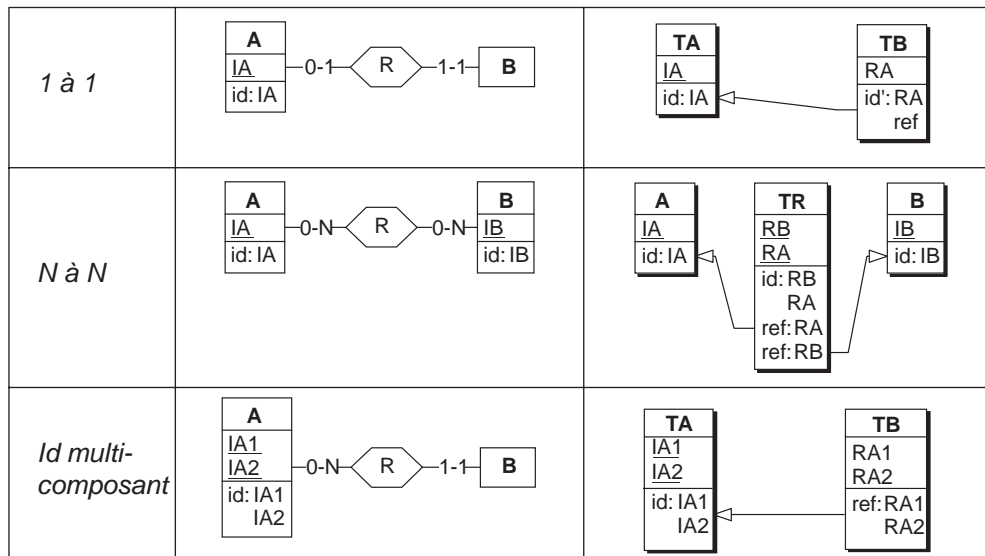 1 à 1
A
IA
id: IA
0-1
R
1-1
B
TA
IA
id: IA
TB
RA
id': RA
ref
N à N
A
IA
id: IA
0-N
R
0-N
B
IB
id: IB
A
IA
id: IA
TR
RB
RA
id: RB
RA
ref: RA
ref: RB
B
IB
id: IB
Id multi-
composant
A
IA1
IA2
id: IA1
IA2
0-N
R
1-1
B
TA
IA1
IA2
id: IA1
IA2
TB
RA1
RA2
ref: RA1
RA2